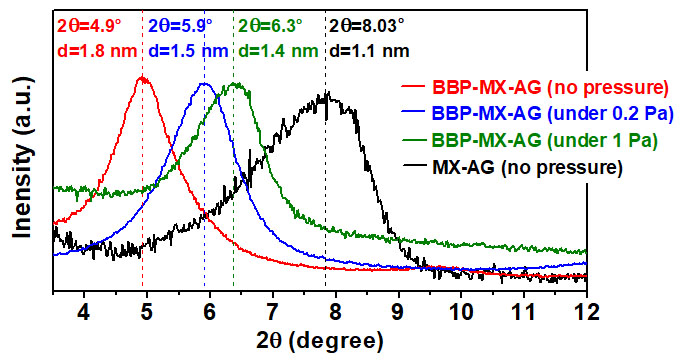 2θ=4.9° 2θ=5.9° 2θ=6.3° 2θ=8.03°
d=1.8 nm d=1.5 nm d=1.4 nm d=1.1 nm
BBP-MX-AG (no pressure)
BBP-MX-AG (under 0.2 Pa)
BBP-MX-AG (under 1 Pa)
MX-AG (no pressure)
Inensity (a.u.)
4 5 6 7 8 9 10 11 12
2θ (degree)